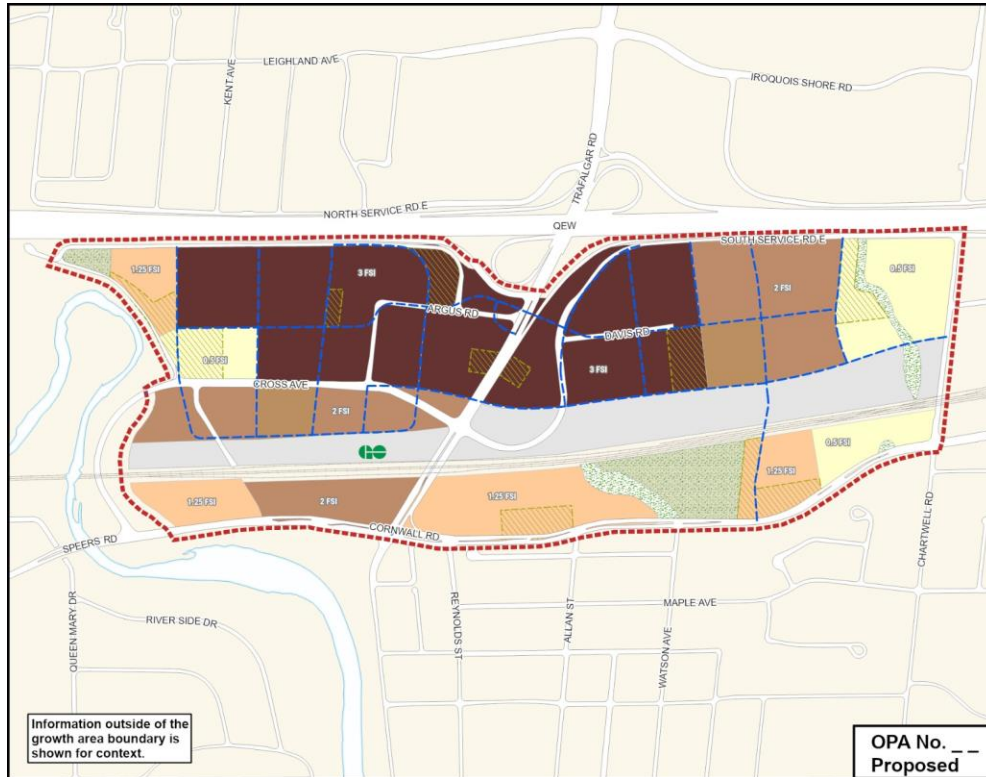 LEIGHLAND AVE
KENT AVE
IROQUOIS SHORE RD
TRAFALGAR RD
NORTH SERVICE RD E
QEW
SOUTH SERVICE RD E
1.25 FSI
3 FSI
2 FSI
0.5 FSI
ARGUS RD
DAVIS RD
0.5 FSI
3 FSI
CROSS AVE
2 FSI
GO
0.5 FSI
1.25 FSI
1.25 FSI
2 FSI
1.25 FSI
CORNWALL RD
SPEERS RD
CHARTWELL RD
QUEEN MARY DR
RIVER SIDE DR
REYNOLDS ST
ALLAN ST
WATSON AVE
MAPLE AVE
Information outside of the
growth area boundary is
shown for context.
OPA No. _ _
Proposed